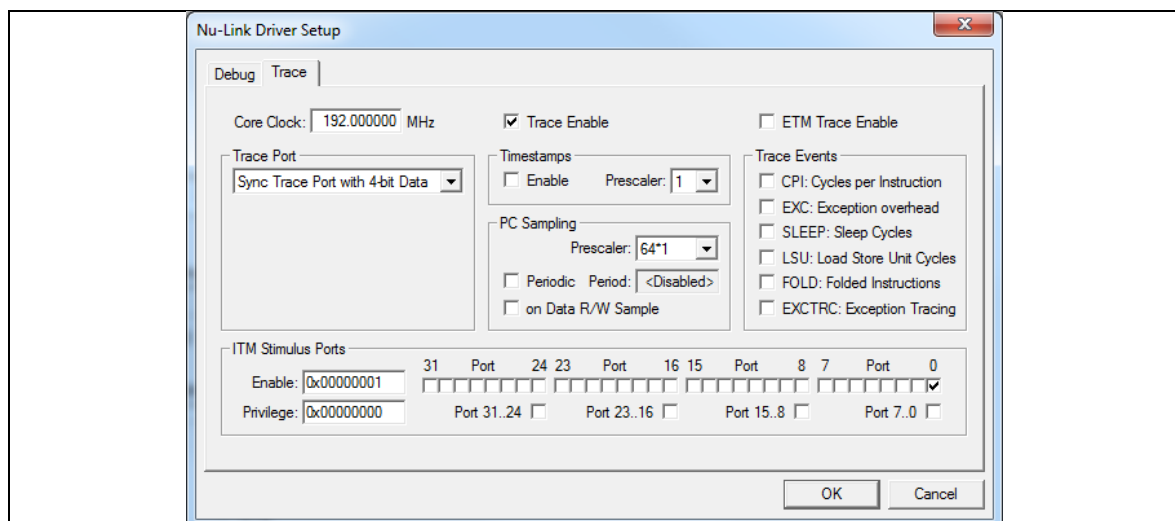 Nu-Link Driver Setup
Debug Trace
Core Clock: 192.000000 MHz Trace Enable ETM Trace Enable
Trace Port
Sync Trace Port with 4-bit Data
Timestamps
Enable Prescaler: 1
PC Sampling
Prescaler: 64*1
Periodic Period: <Disabled>
on Data R/W Sample
Trace Events
CPI: Cycles per Instruction
EXC: Exception overhead
SLEEP: Sleep Cycles
LSU: Load Store Unit Cycles
FOLD: Folded Instructions
EXCTRC: Exception Tracing
ITM Stimulus Ports
31 Port 24 23 Port 16 15 Port 8 7 Port 0
Enable: 0x00000001
Privilege: 0x00000000 Port 31..24 Port 23..16 Port 15..8 Port 7..0
OK Cancel